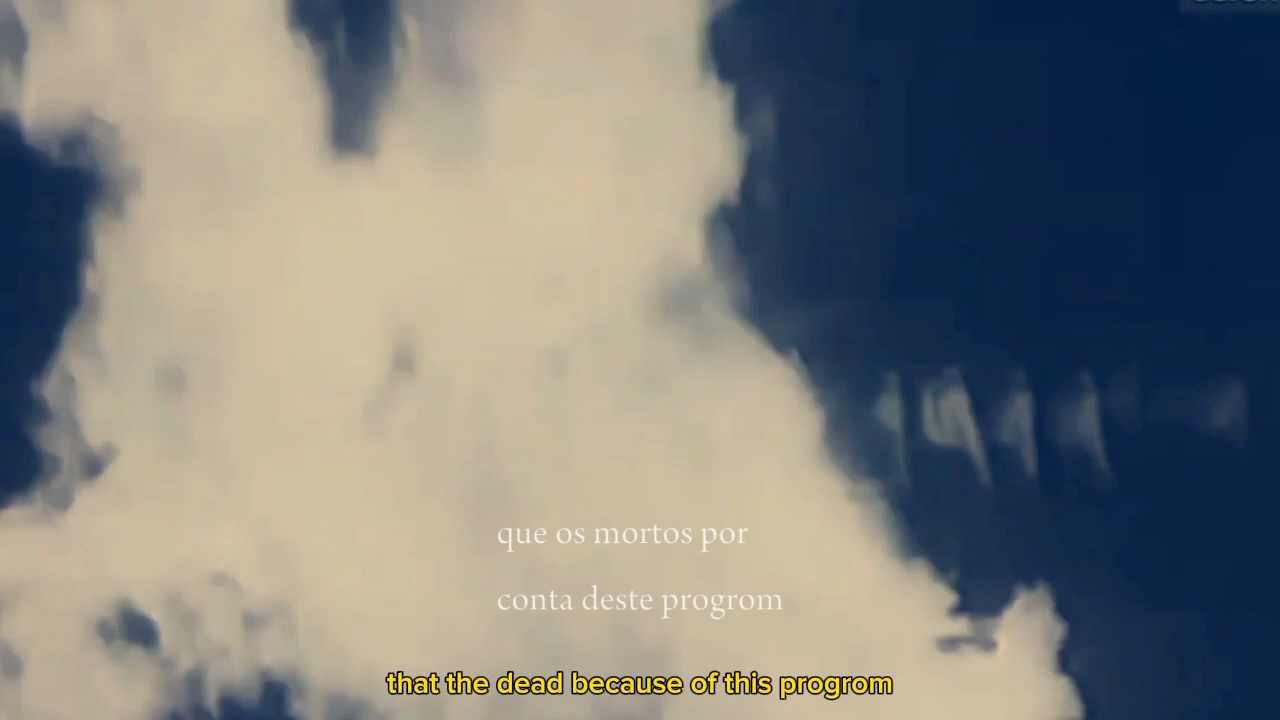 que os mortos por
conta deste progrom
that the dead because of this progrom